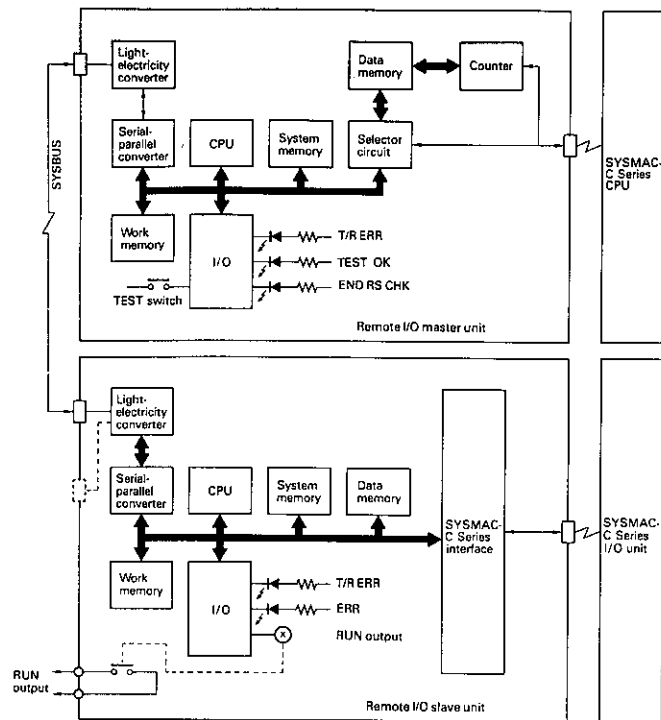 Light-
electricity
converter
Data
memory
Counter
Serial-
parallel
converter
CPU
System
memory
Selector
circuit
SYSBUS
SYSMAC-
C Series
CPU
Work
memory
I/O
T/R ERR
TEST OK
END RS CHK
TEST switch
Remote I/O master unit
Light-
electricity
converter
Serial-
parallel
converter
CPU
System
memory
Data
memory
SYSMAC-
C Series
interface
SYSMAC-
C Series
I/O unit
Work
memory
I/O
T/R ERR
ERR
RUN output
X
RUN
output
Remote I/O slave unit